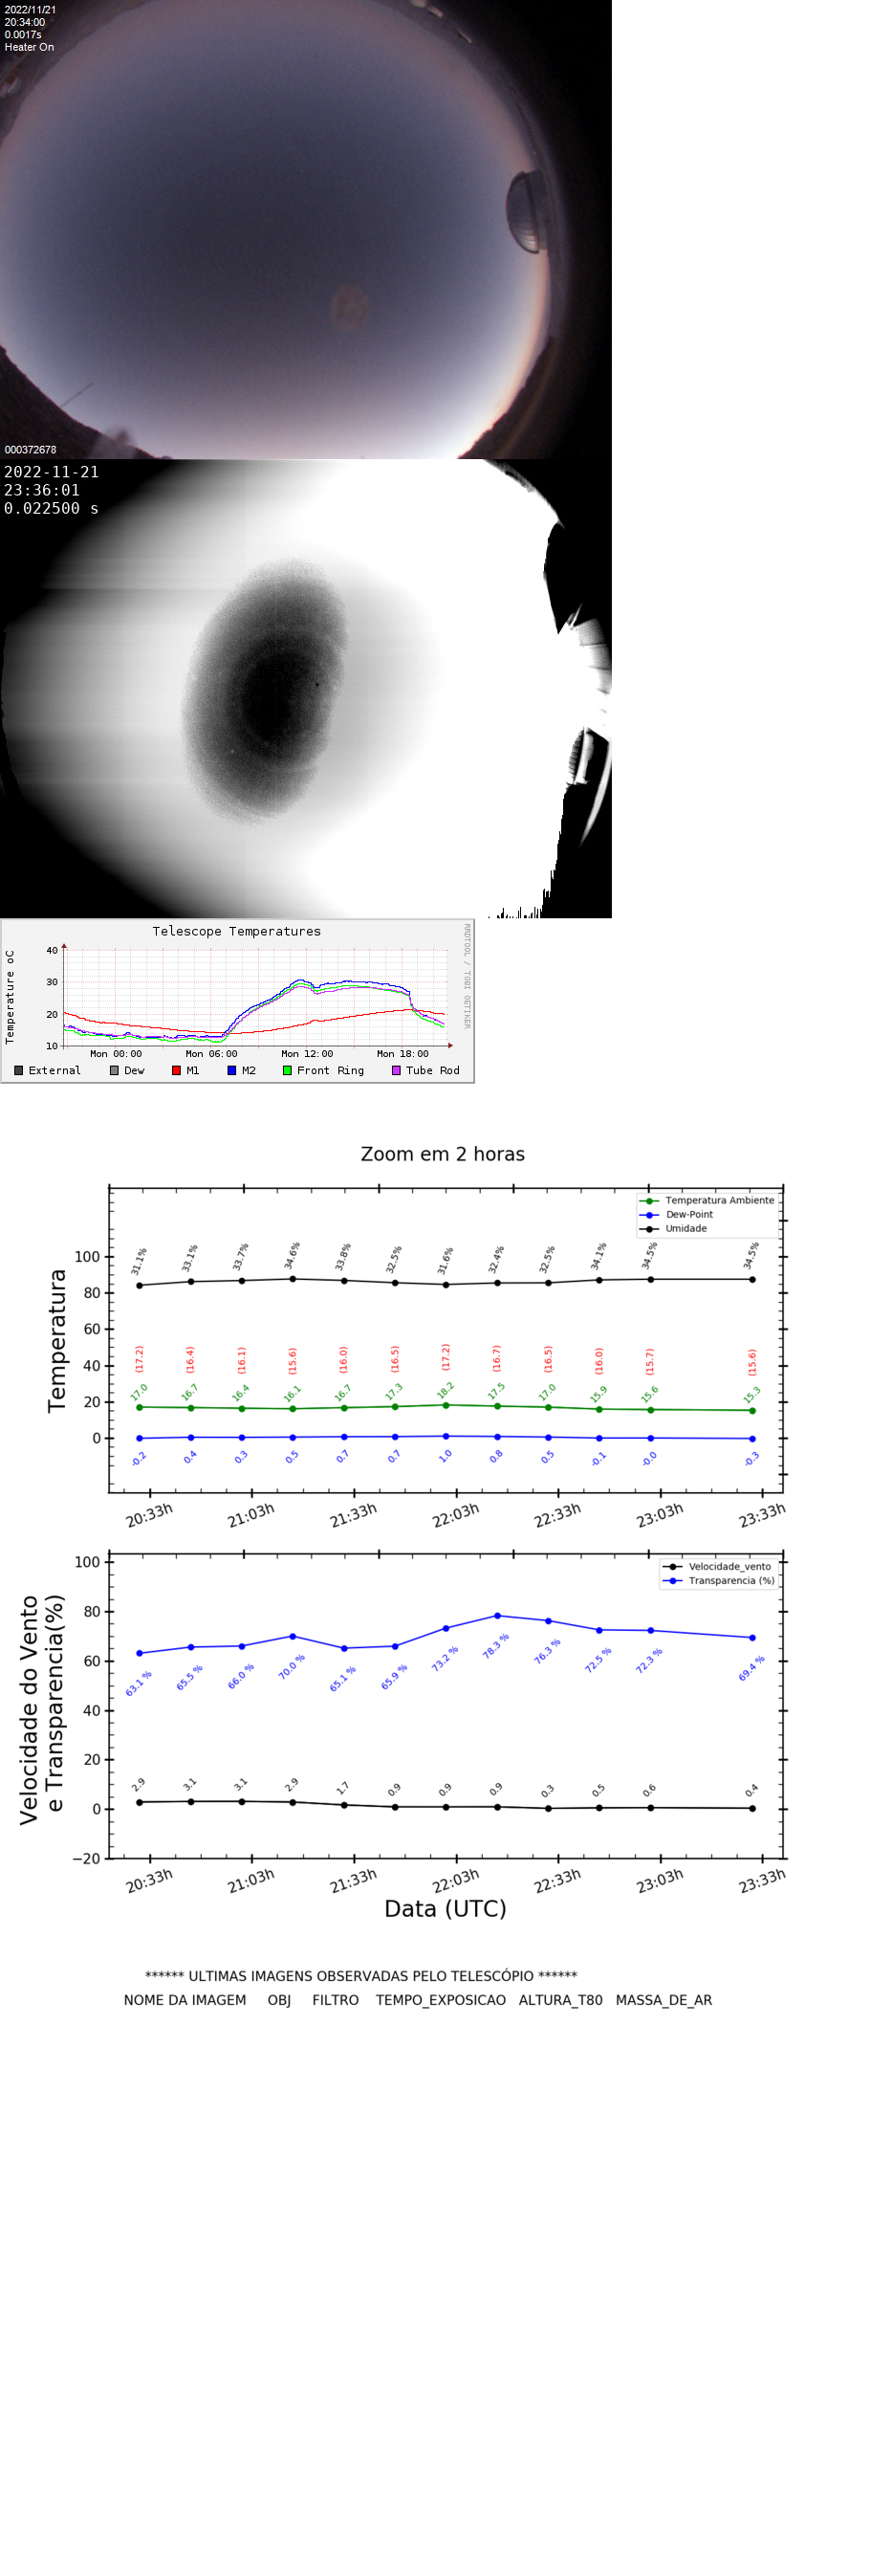 2022/11/21
20:34:00
0.0017s
Heater On
000372678
2022-11-21
23:36:01
0.022500 s
Telescope Temperatures
RRDTOOL / TOBI OETIKER
Temperature oC
40
30
20
10
Mon 00:00 Mon 06:00 Mon 12:00 Mon 18:00
External Dew M1 M2 Front Ring Tube Rod
Zoom em 2 horas
Temperatura Ambiente
Dew-Point
Umidade
Temperatura
100
80
60
40
20
0
31.1% 33.1% 33.7% 34.6% 33.8% 32.5% 31.6% 32.4% 32.5% 34.1% 34.5% 34.5%
(17.2) (16.4) (16.1) (15.6) (16.0) (16.5) (17.2) (16.7) (16.5) (16.0) (15.7) (15.6)
17.0 16.7 16.4 16.1 16.7 17.3 18.2 17.5 17.0 15.9 15.6 15.3
-0.2 0.4 0.3 0.5 0.7 0.7 1.0 0.8 0.5 -0.1 -0.0 -0.3
20:33h 21:03h 21:33h 22:03h 22:33h 23:03h 23:33h
Velocidade_vento
Transparencia (%)
Velocidade do Vento
e Transparencia(%)
100
80
60
40
20
0
−20
63.1 % 65.5 % 66.0 % 70.0 % 65.1 % 65.9 % 73.2 % 78.3 % 76.3 % 72.5 % 72.3 % 69.4 %
2.9 3.1 3.1 2.9 1.7 0.9 0.9 0.9 0.3 0.5 0.6 0.4
20:33h 21:03h 21:33h 22:03h 22:33h 23:03h 23:33h
Data (UTC)
****** ULTIMAS IMAGENS OBSERVADAS PELO TELESCÓPIO ******
NOME DA IMAGEM OBJ FILTRO TEMPO_EXPOSICAO ALTURA_T80 MASSA_DE_AR